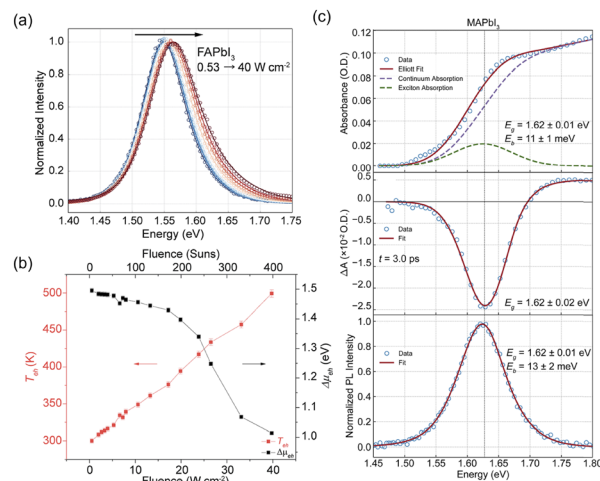 (a)
FAPbI3
0.53 → 40 W cm-2
Normalized Intensity
1.0
0.8
0.6
0.4
0.2
0.0
1.40 1.45 1.50 1.55 1.60 1.65 1.70 1.75
Energy (eV)
(b)
Fluence (Suns)
0 50 100 150 200 250 300 350 400
Teh (K)
500
450
400
350
300
Δμeh (eV)
1.5
1.4
1.3
1.2
1.1
1.0
Teh
Δμeh
0 5 10 15 20 25 30 35 40
Fluence (W cm-2)
(c)
MAPbI3
Absorbance (O.D.)
0.12
0.10
0.08
0.06
0.04
0.02
0.00
Data
Elliott Fit
Continuum Absorption
Exciton Absorption
Eg = 1.62 ± 0.01 eV
Eb = 11 ± 1 meV
ΔA (×10-2 O.D.)
0.5
0.0
−0.5
−1.0
−1.5
−2.0
−2.5
Data
Fit
t = 3.0 ps
Eg = 1.62 ± 0.02 eV
Normalized PL Intensity
1.0
0.8
0.6
0.4
0.2
0.0
Data
Fit
Eg = 1.62 ± 0.01 eV
Eb = 13 ± 2 meV
1.45 1.50 1.55 1.60 1.65 1.70 1.75 1.80
Energy (eV)